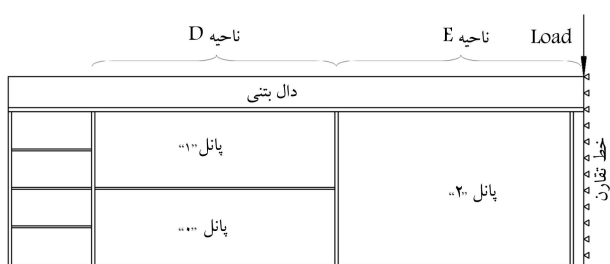 ناحیه D
ناحیه E
Load
دال بتنی
پانل "۱"
پانل "۲"
پانل "۰"
خط تقارن